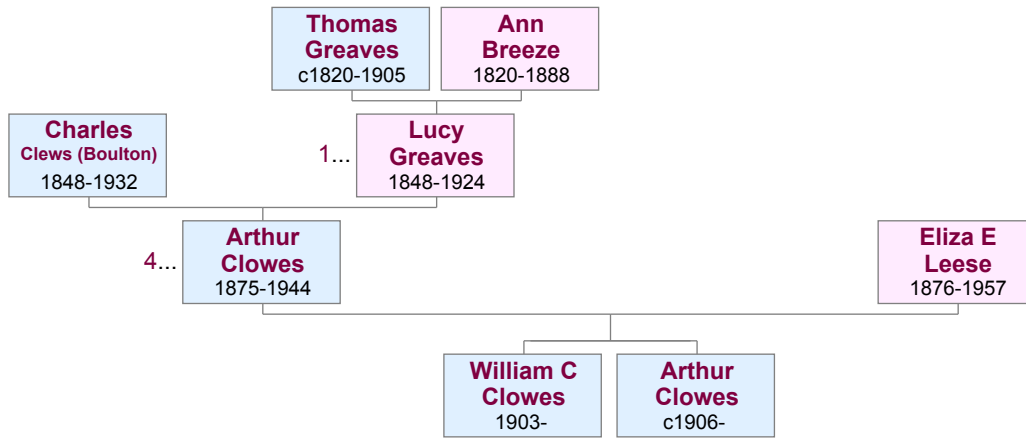 Thomas
Greaves
c1820-1905
Ann
Breeze
1820-1888
Charles
Clews (Boulton)
1848-1932
1...
Lucy
Greaves
1848-1924
4...
Arthur
Clowes
1875-1944
Eliza E
Leese
1876-1957
William C
Clowes
1903-
Arthur
Clowes
c1906-